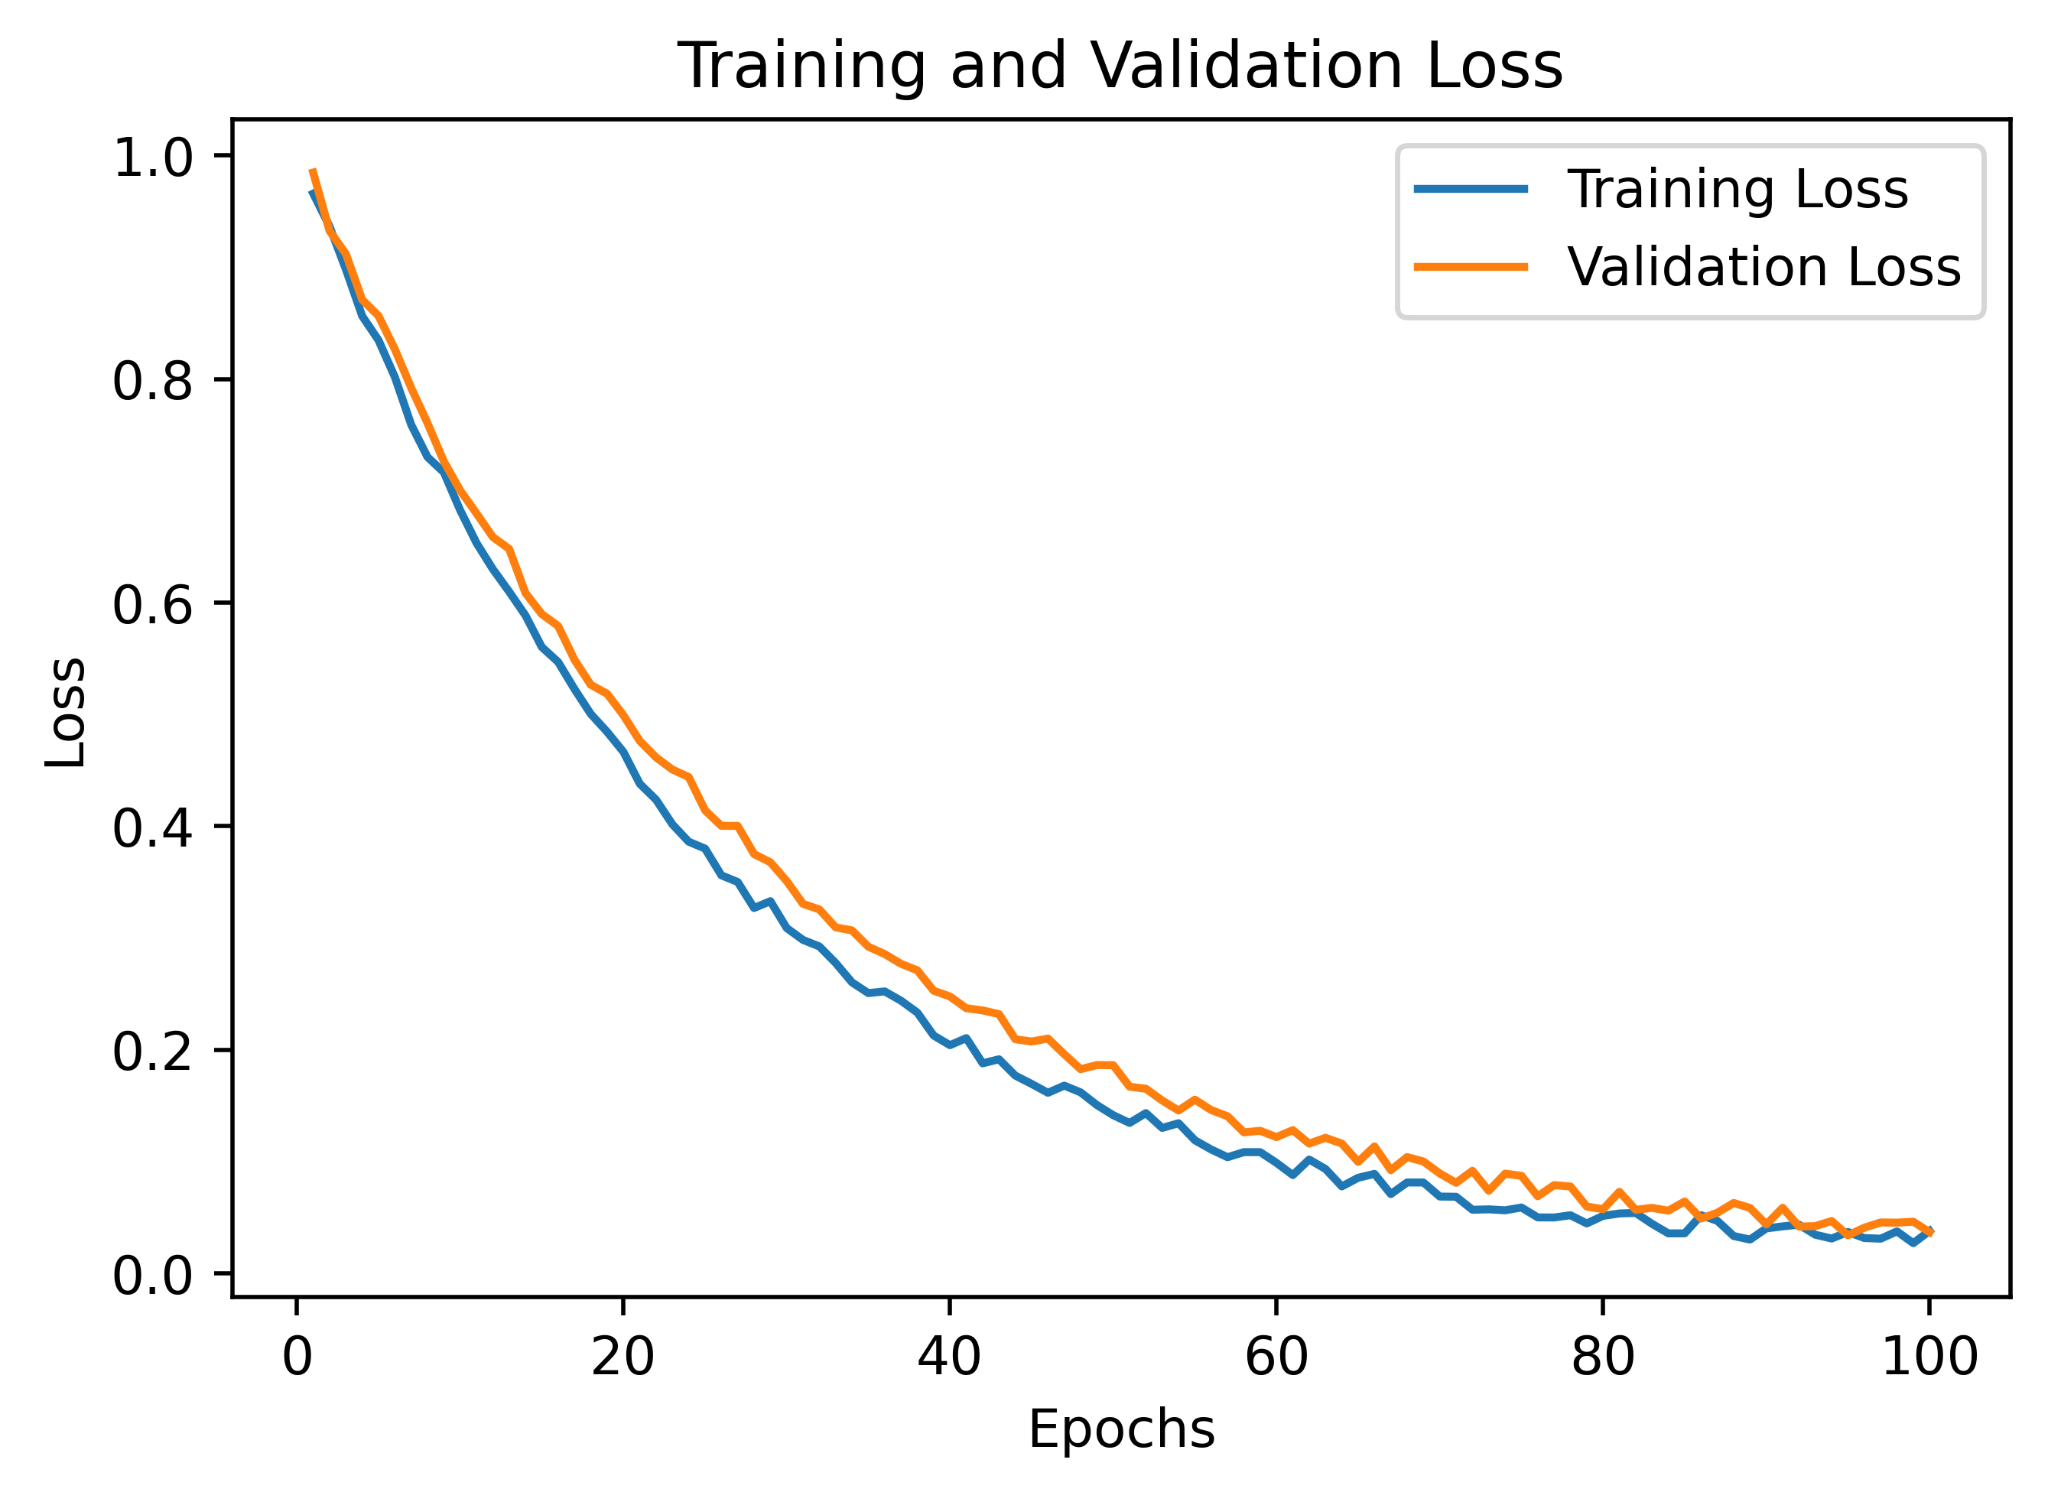 Training and Validation Loss
Training Loss
Validation Loss
1.0
0.8
0.6
0.4
0.2
0.0
Loss
0 20 40 60 80 100
Epochs